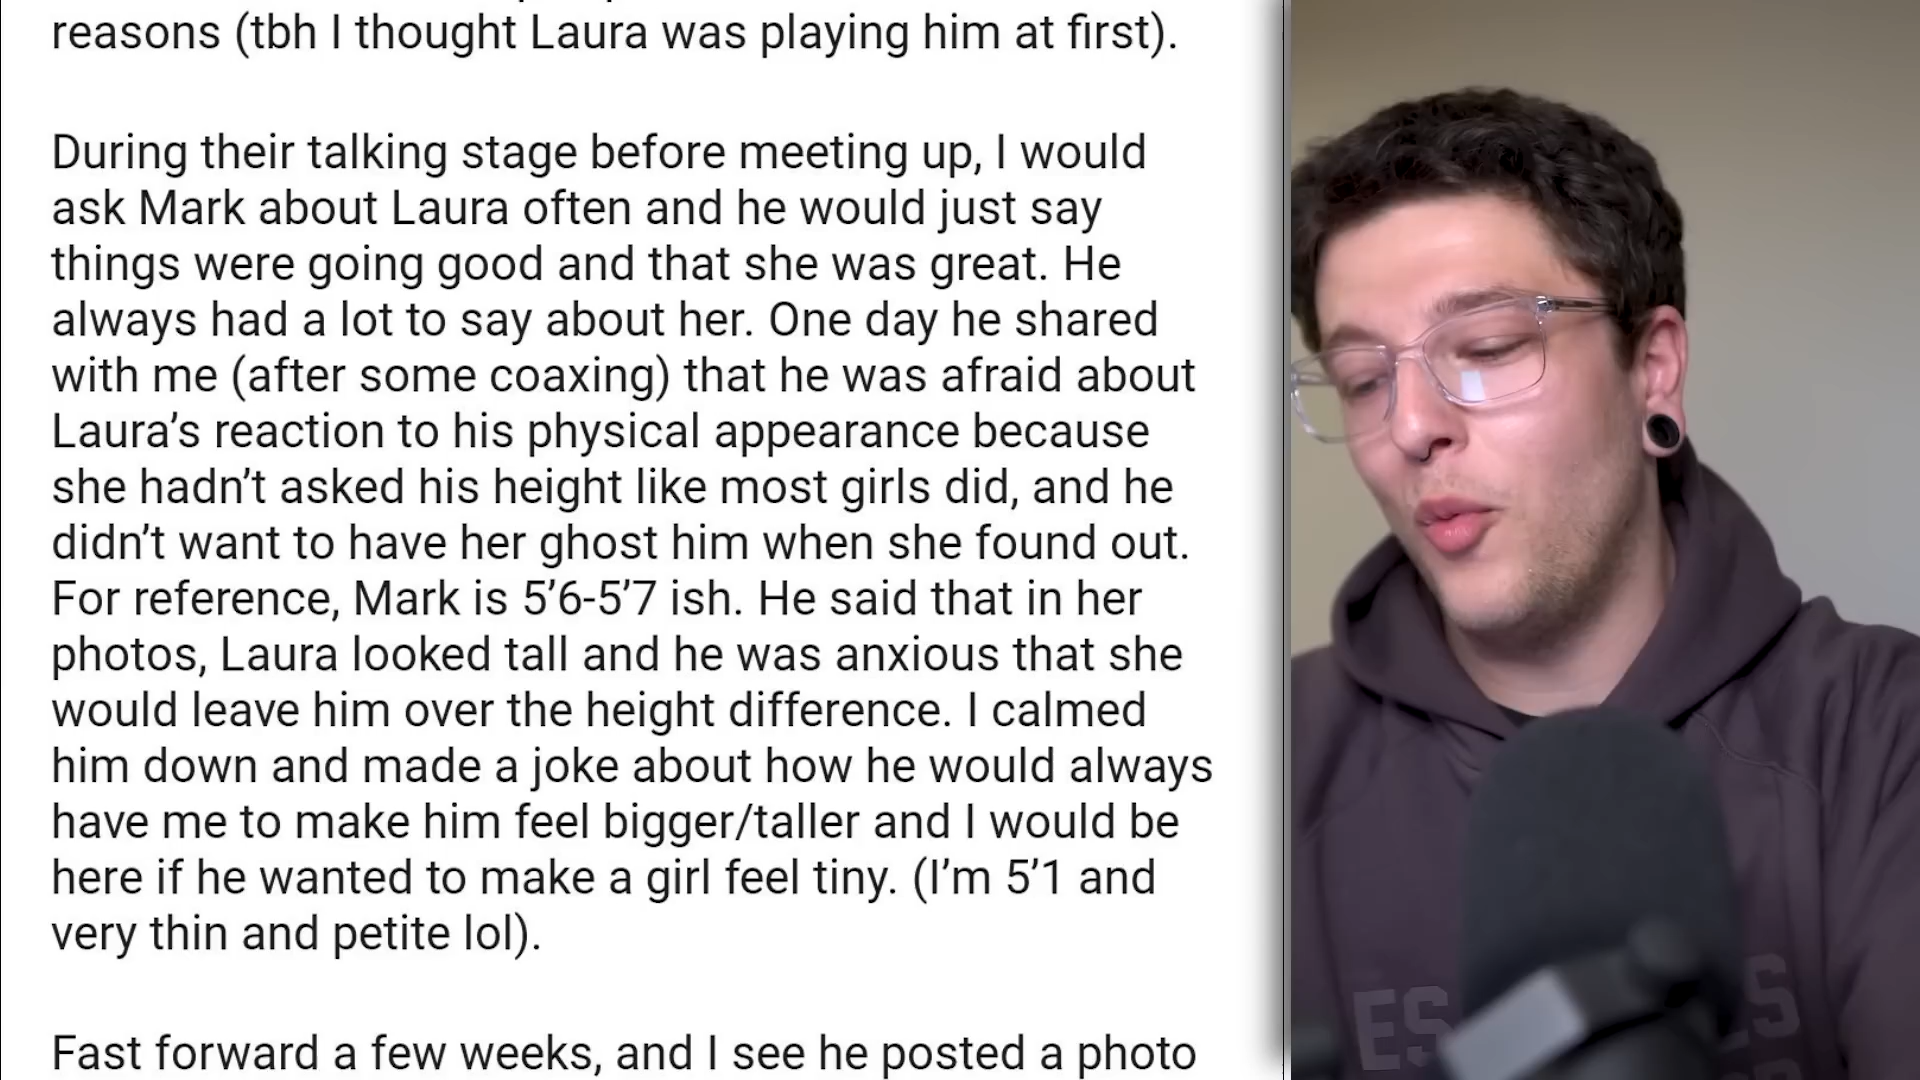 reasons (tbh I thought Laura was playing him at first).
During their talking stage before meeting up, I would
ask Mark about Laura often and he would just say
things were going good and that she was great. He
always had a lot to say about her. One day he shared
with me (after some coaxing) that he was afraid about
Laura’s reaction to his physical appearance because
she hadn’t asked his height like most girls did, and he
didn’t want to have her ghost him when she found out.
For reference, Mark is 5’6-5’7 ish. He said that in her
photos, Laura looked tall and he was anxious that she
would leave him over the height difference. I calmed
him down and made a joke about how he would always
have me to make him feel bigger/taller and I would be
here if he wanted to make a girl feel tiny. (I’m 5’1 and
very thin and petite lol).
Fast forward a few weeks, and I see he posted a photo
ES